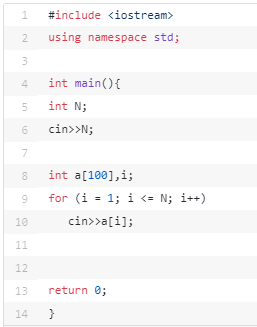 1 #include <iostream>
2 using namespace std;
3
4 int main(){
5 int N;
6 cin>>N;
7
8 int a[100],i;
9 for (i = 1; i <= N; i++)
10 cin>>a[i];
11
12
13 return 0;
14 }